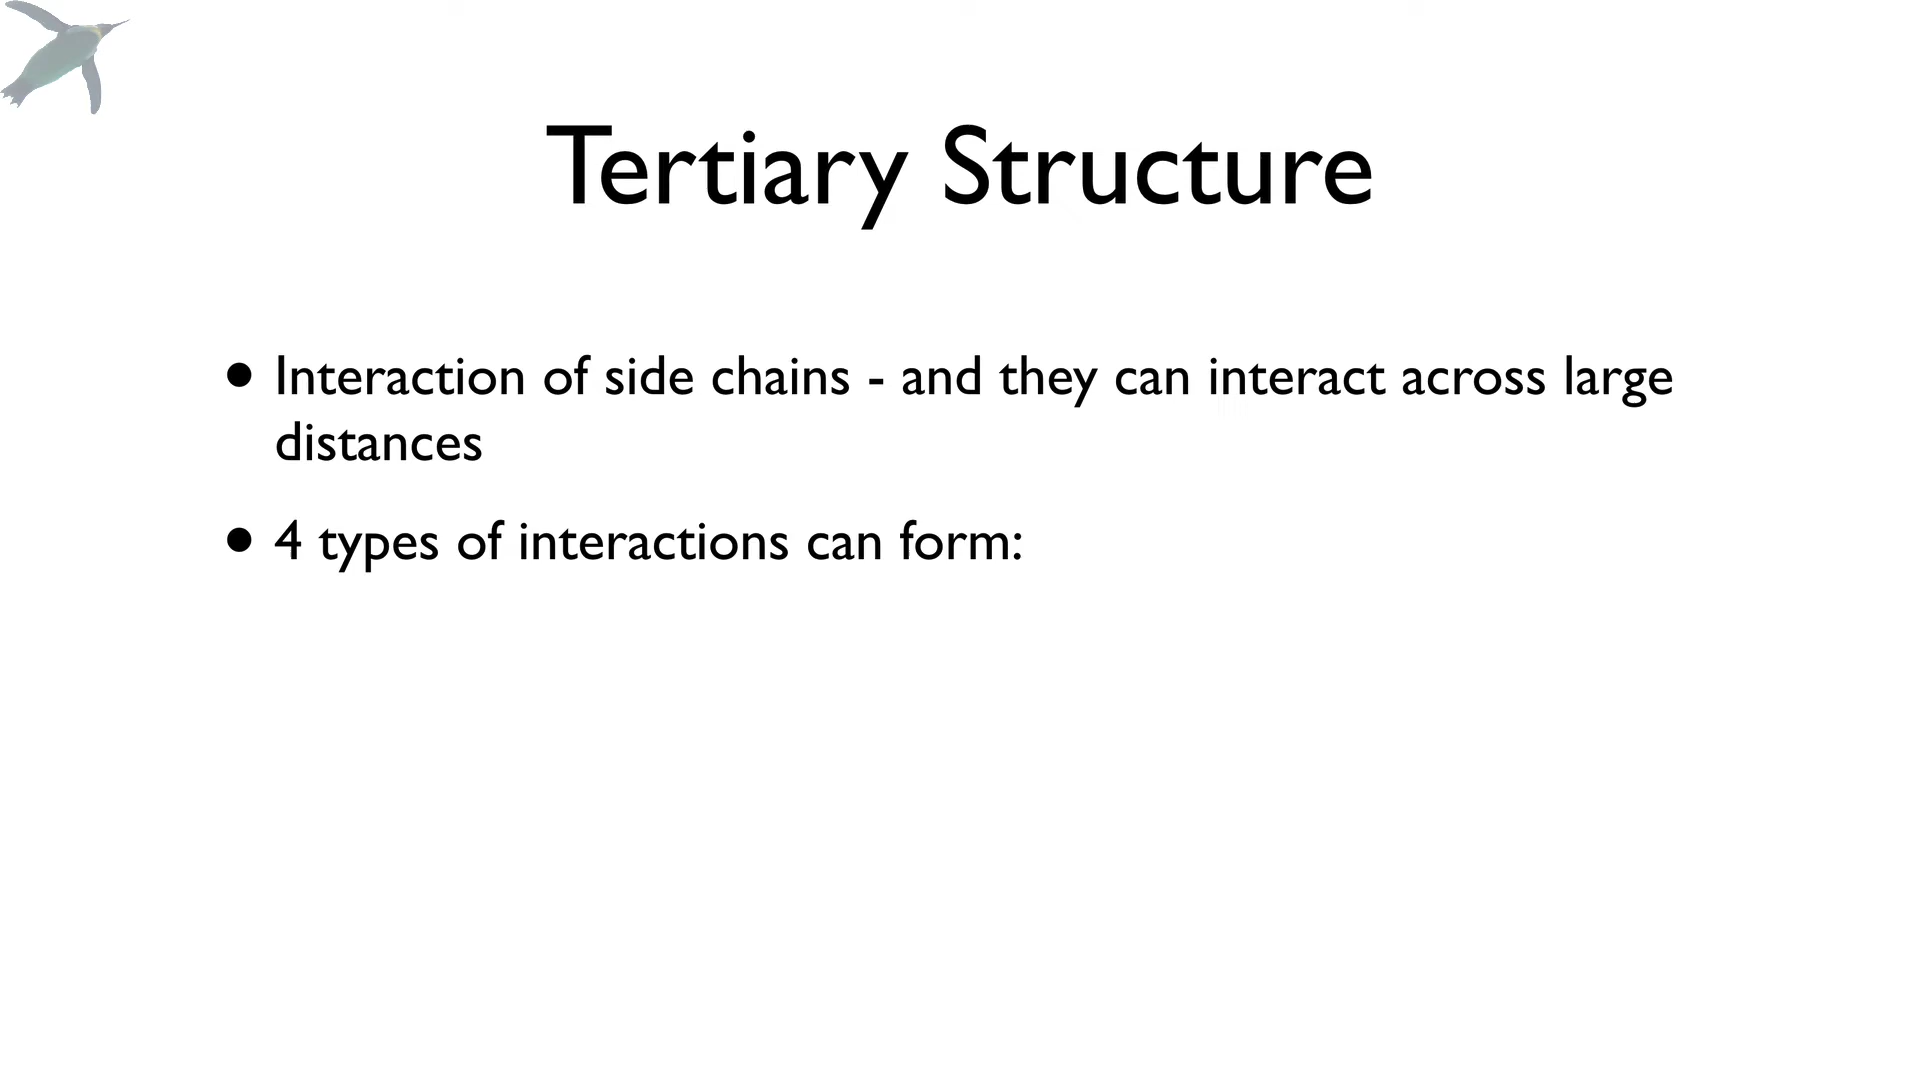 Tertiary Structure
• Interaction of side chains - and they can interact across large
distances
• 4 types of interactions can form: